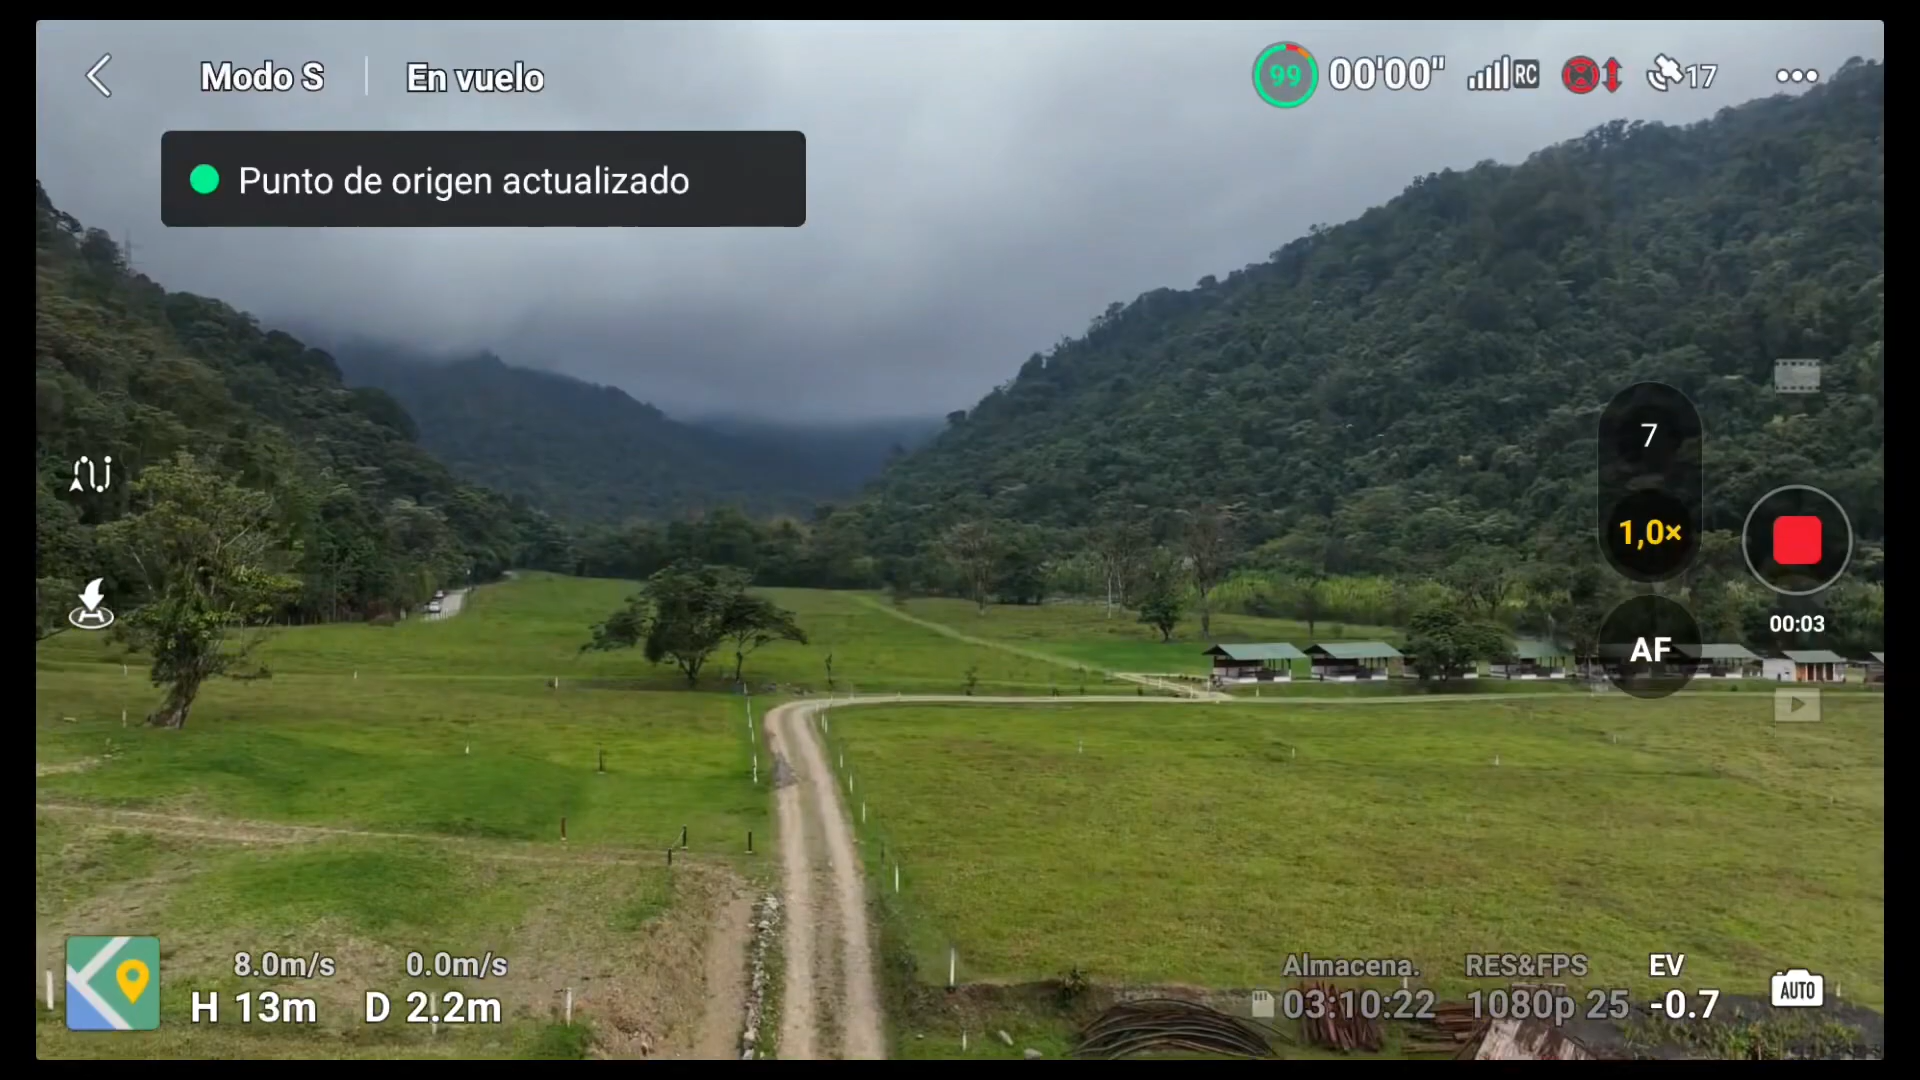 Modo S
En vuelo
99
00'00"
RC
17
Punto de origen actualizado
7
1,0×
00:03
AF
8.0m/s
0.0m/s
H 13m
D 2.2m
Almacena.
RES&FPS
EV
03:10:22
1080p 25
-0.7
AUTO